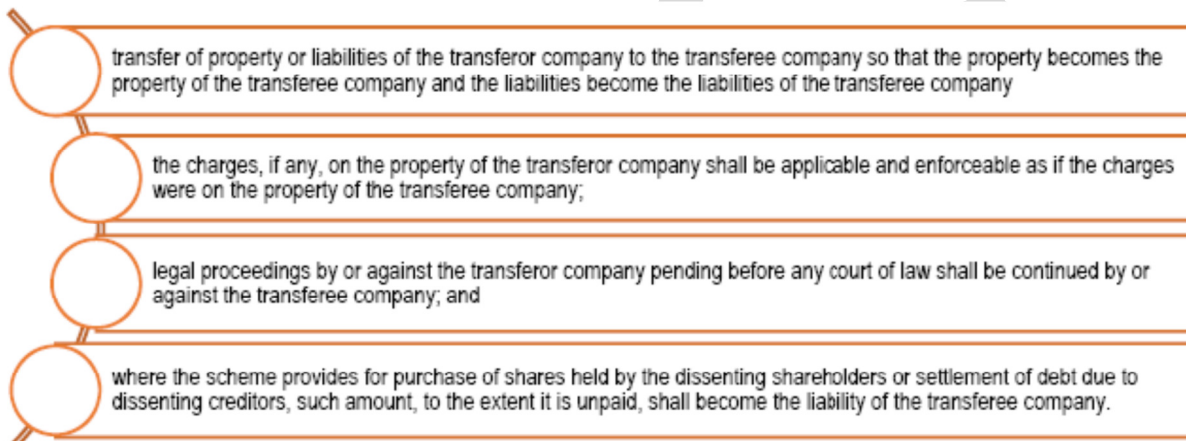 transfer of property or liabilities of the transferor company to the transferee company so that the property becomes the
property of the transferee company and the liabilities become the liabilities of the transferee company
the charges, if any, on the property of the transferor company shall be applicable and enforceable as if the charges
were on the property of the transferee company;
legal proceedings by or against the transferor company pending before any court of law shall be continued by or
against the transferee company; and
where the scheme provides for purchase of shares held by the dissenting shareholders or settlement of debt due to
dissenting creditors, such amount, to the extent it is unpaid, shall become the liability of the transferee company.